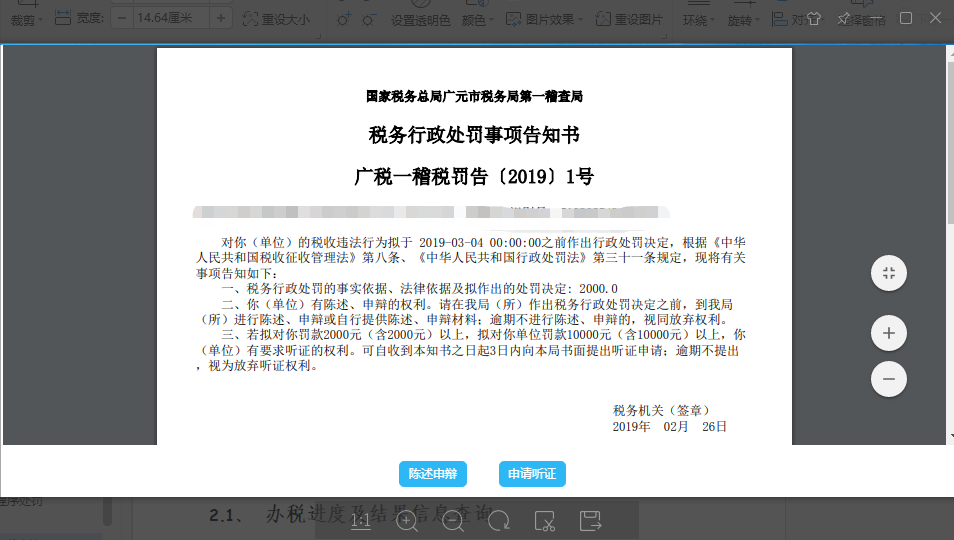 裁剪 宽度: － 14.64厘米 ＋ 重设大小 设置透明色 颜色 图片效果 重设图片 环绕 旋转
国家税务总局广元市税务局第一稽查局
税务行政处罚事项告知书
广税一稽税罚告〔2019〕1号
对你（单位）的税收违法行为拟于 2019-03-04 00:00:00之前作出行政处罚决定，根据《中华
人民共和国税收征收管理法》第八条、《中华人民共和国行政处罚法》第三十一条规定，现将有关
事项告知如下：
一、税务行政处罚的事实依据、法律依据及拟作出的处罚决定: 2000.0
二、你（单位）有陈述、申辩的权利。请在我局（所）作出税务行政处罚决定之前，到我局
（所）进行陈述、申辩或自行提供陈述、申辩材料；逾期不进行陈述、申辩的，视同放弃权利。
三、若拟对你罚款2000元（含2000元）以上，拟对你单位罚款10000元（含10000元）以上，你
（单位）有要求听证的权利。可自收到本知书之日起3日内向本局书面提出听证申请；逾期不提出
，视为放弃听证权利。
税务机关（签章）
2019年 02月 26日
陈述申辩 申请听证
程序处罚
2.1、 办税进度及结果信息查询
1:1